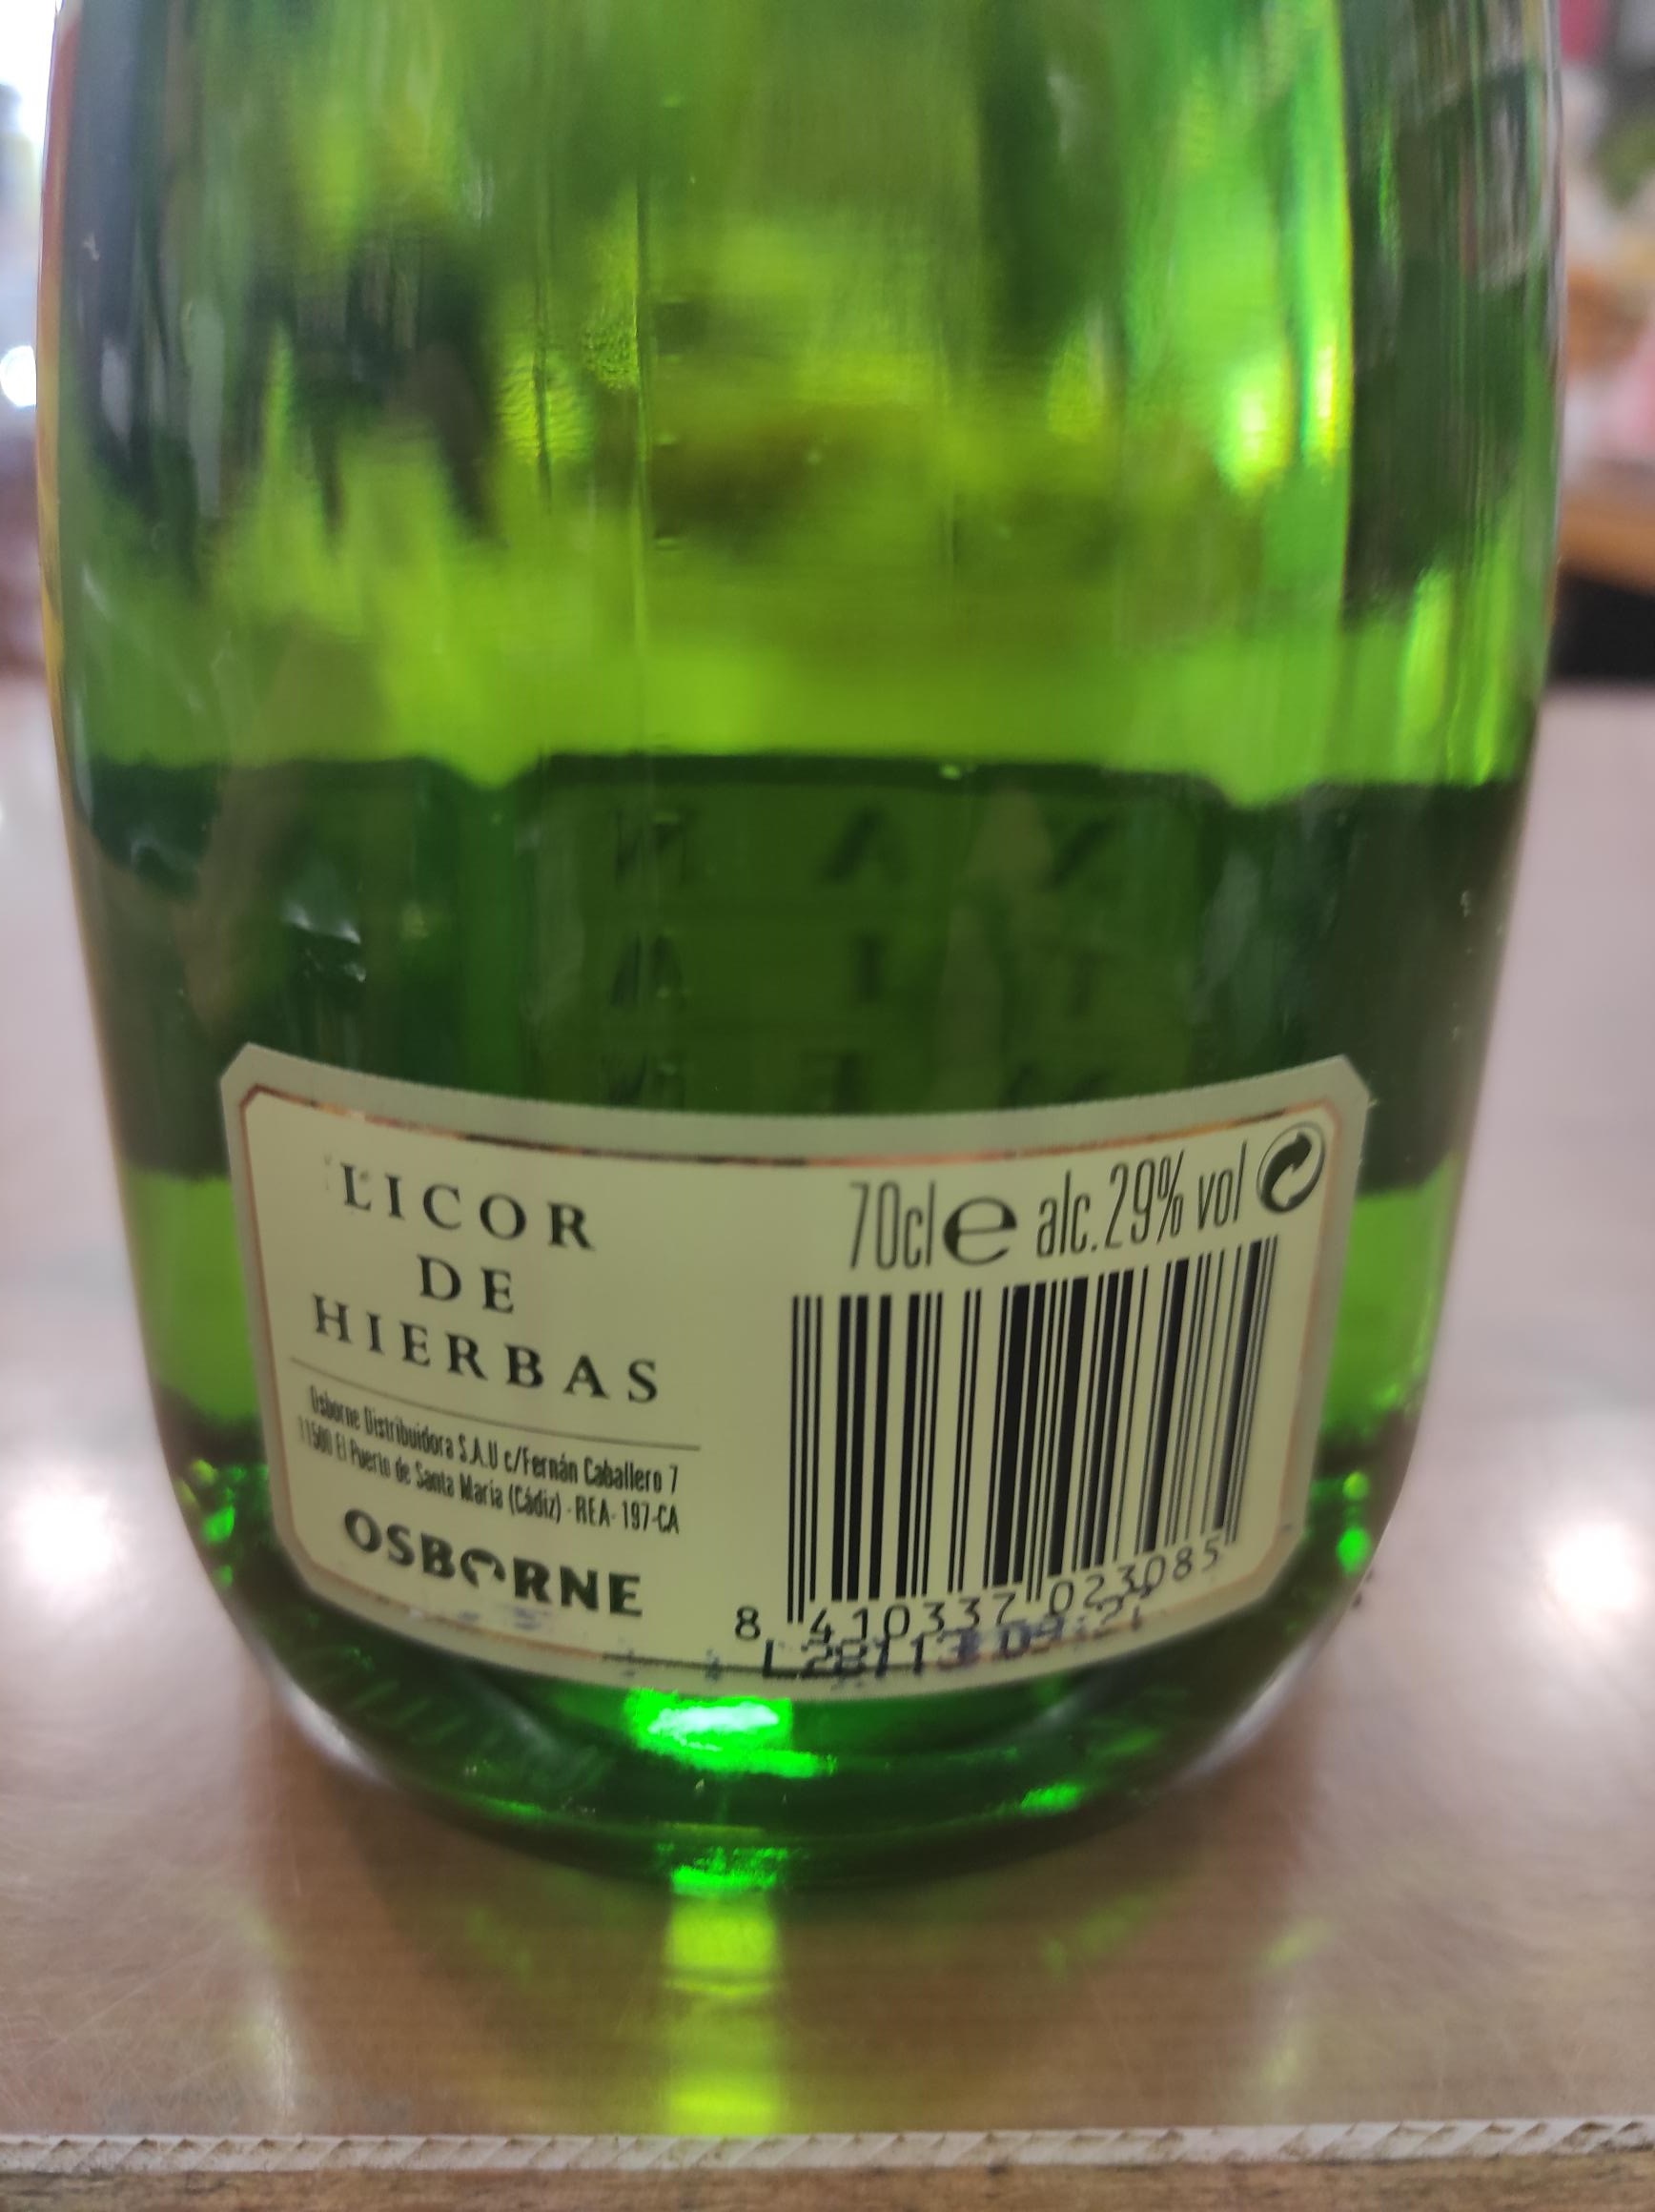 LICOR
DE
HIERBAS
Osborne Distribuidora S.A.U c/Fernán Caballero 7
11500 El Puerto de Santa María (Cádiz) - REA- 197-CA
OSBORNE
70cl e alc. 29% vol
8 410337 023085